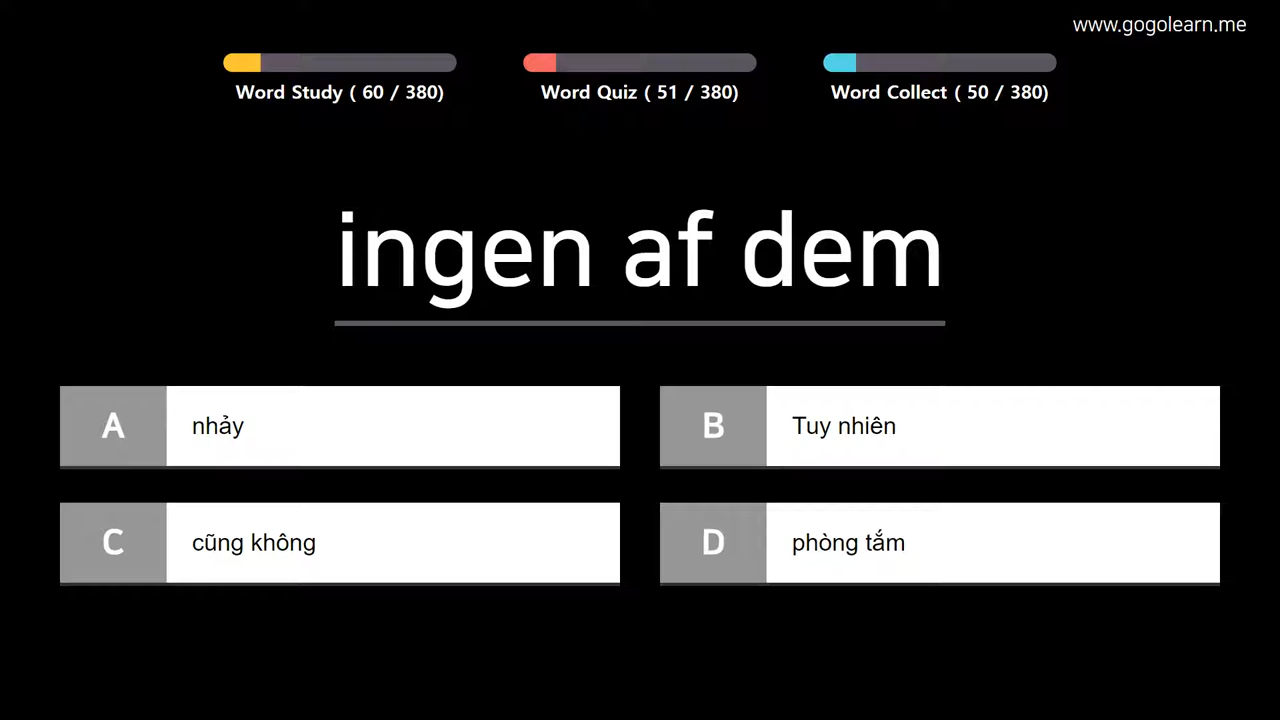 www.gogolearn.me
Word Study ( 60 / 380)
Word Quiz ( 51 / 380)
Word Collect ( 50 / 380)
ingen af dem
A nhảy
B Tuy nhiên
C cũng không
D phòng tắm